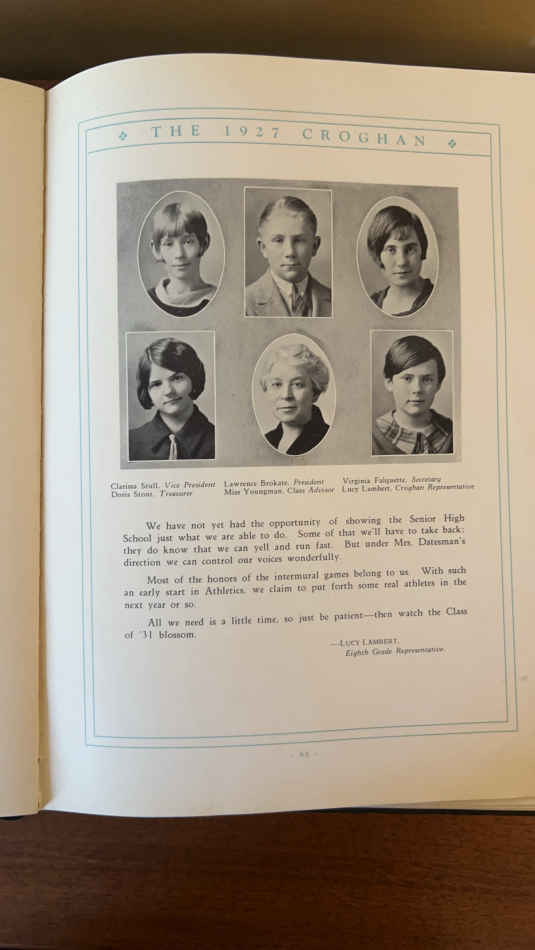 THE 1927 CROGHAN
Clarissa Stull, Vice President Lawrence Brokate, President Virginia Falquette, Secretary
Doris Stone, Treasurer Miss Youngman, Class Advisor Lucy Lambert, Croghan Representative
We have not yet had the opportunity of showing the Senior High
School just what we are able to do. Some of that we'll have to take back;
they do know that we can yell and run fast. But under Mrs. Datesman's
direction we can control our voices wonderfully.
Most of the honors of the intermural games belong to us. With such
an early start in Athletics, we claim to put forth some real athletes in the
next year or so.
All we need is a little time, so just be patient—then watch the Class
of '31 blossom.
—LUCY LAMBERT,
Eighth Grade Representative.